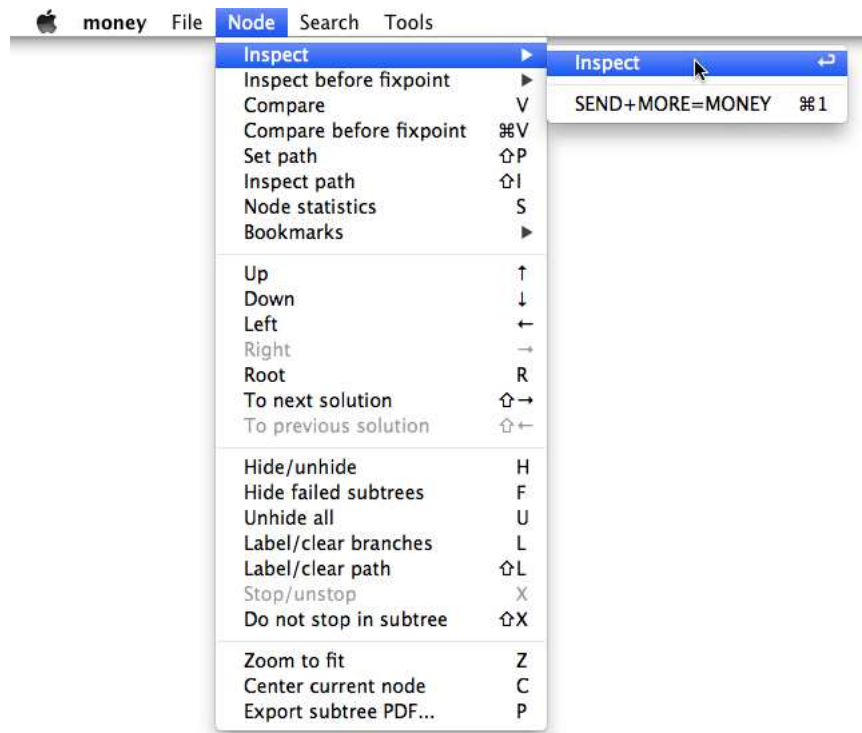 money File Node Search Tools
Inspect ▶
Inspect ↩
Inspect before fixpoint ▶
Compare V
SEND+MORE=MONEY ⌘1
Compare before fixpoint ⌘V
Set path ⇧P
Inspect path ⇧I
Node statistics S
Bookmarks ▶
Up ↑
Down ↓
Left ←
Right →
Root R
To next solution ⇧→
To previous solution ⇧←
Hide/unhide H
Hide failed subtrees F
Unhide all U
Label/clear branches L
Label/clear path ⇧L
Stop/unstop X
Do not stop in subtree ⇧X
Zoom to fit Z
Center current node C
Export subtree PDF... P